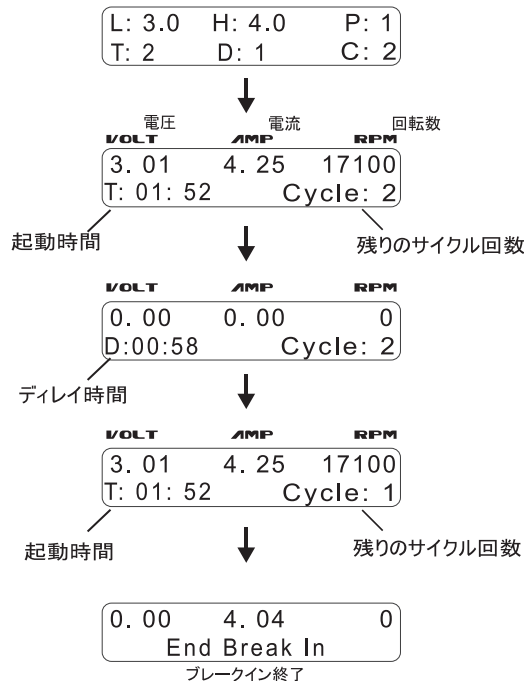 L: 3.0 H: 4.0 P: 1
T: 2 D: 1 C: 2
電圧 電流 回転数
VOLT AMP RPM
3. 01 4. 25 17100
T: 01: 52 Cycle: 2
起動時間 残りのサイクル回数
VOLT AMP RPM
0. 00 0. 00 0
D:00:58 Cycle: 2
ディレイ時間
VOLT AMP RPM
3. 01 4. 25 17100
T: 01: 52 Cycle: 1
起動時間 残りのサイクル回数
0. 00 4. 04 0
End Break In
ブレークイン終了